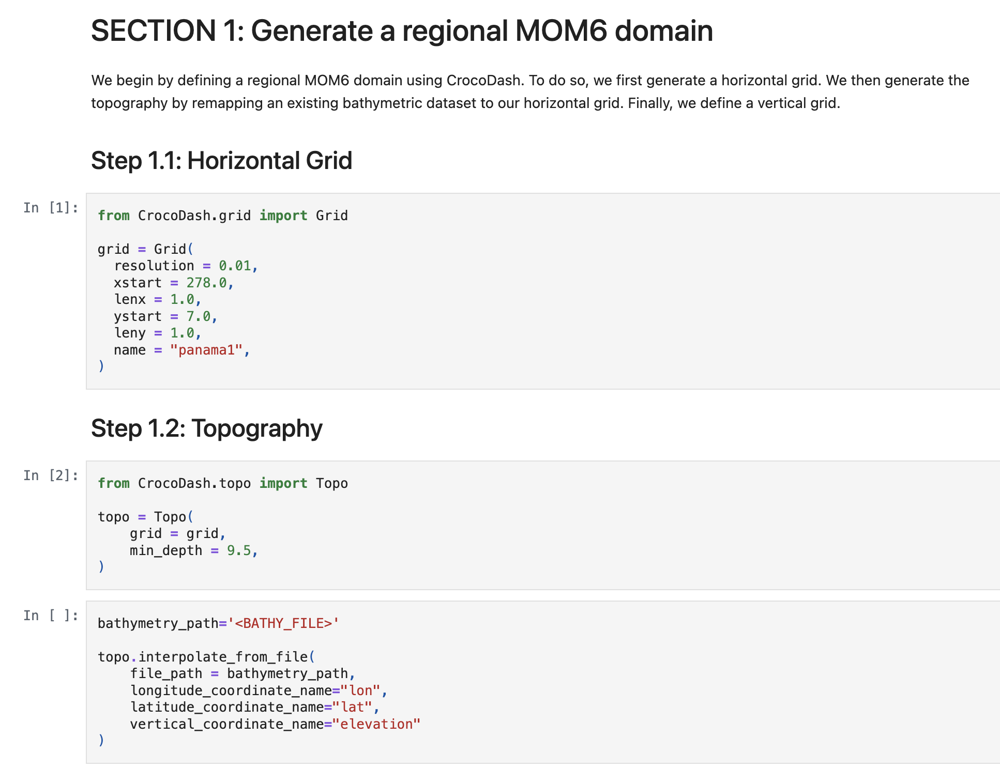 SECTION 1: Generate a regional MOM6 domain
We begin by defining a regional MOM6 domain using CrocoDash. To do so, we first generate a horizontal grid. We then generate the
topography by remapping an existing bathymetric dataset to our horizontal grid. Finally, we define a vertical grid.
Step 1.1: Horizontal Grid
In [1]:
from CrocoDash.grid import Grid

grid = Grid(
  resolution = 0.01,
  xstart = 278.0,
  lenx = 1.0,
  ystart = 7.0,
  leny = 1.0,
  name = "panama1",
)
Step 1.2: Topography
In [2]:
from CrocoDash.topo import Topo

topo = Topo(
    grid = grid,
    min_depth = 9.5,
)
In [ ]:
bathymetry_path='<BATHY_FILE>'

topo.interpolate_from_file(
    file_path = bathymetry_path,
    longitude_coordinate_name="lon",
    latitude_coordinate_name="lat",
    vertical_coordinate_name="elevation"
)